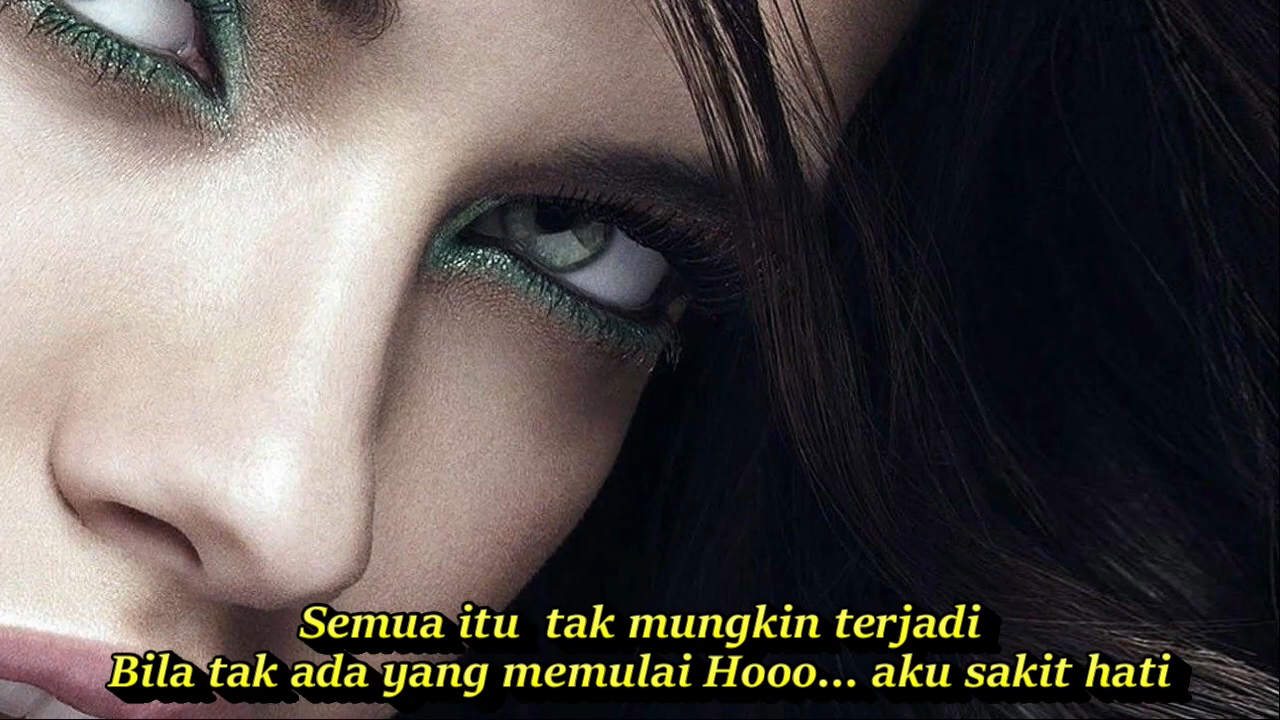 Semua itu tak mungkin terjadi
Bila tak ada yang memulai Hooo... aku sakit hati